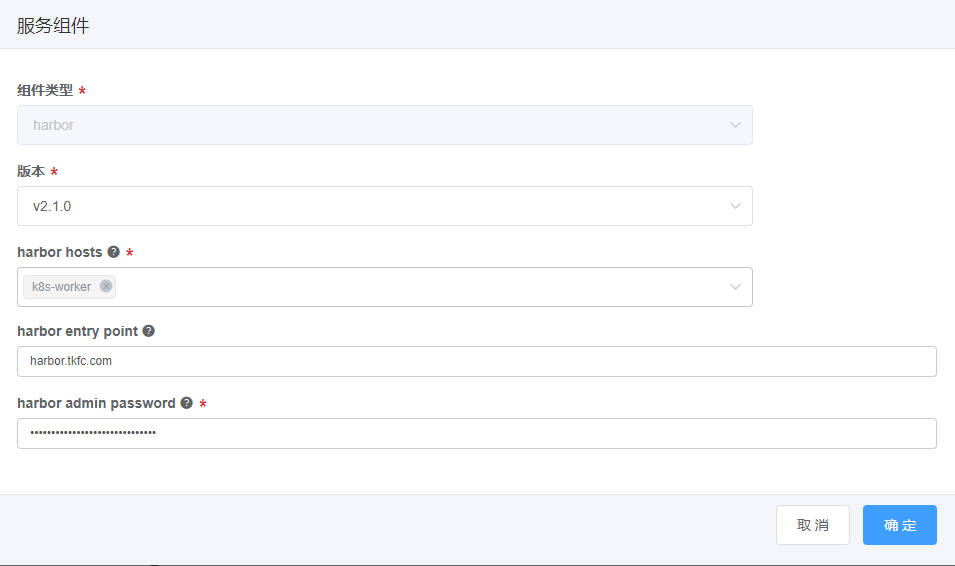 服务组件
组件类型 *
harbor
版本 *
v2.1.0
harbor hosts ? *
k8s-worker
harbor entry point ?
harbor.tkfc.com
harbor admin password ? *
••••••••••••••••••••••••••••••
取 消
确 定